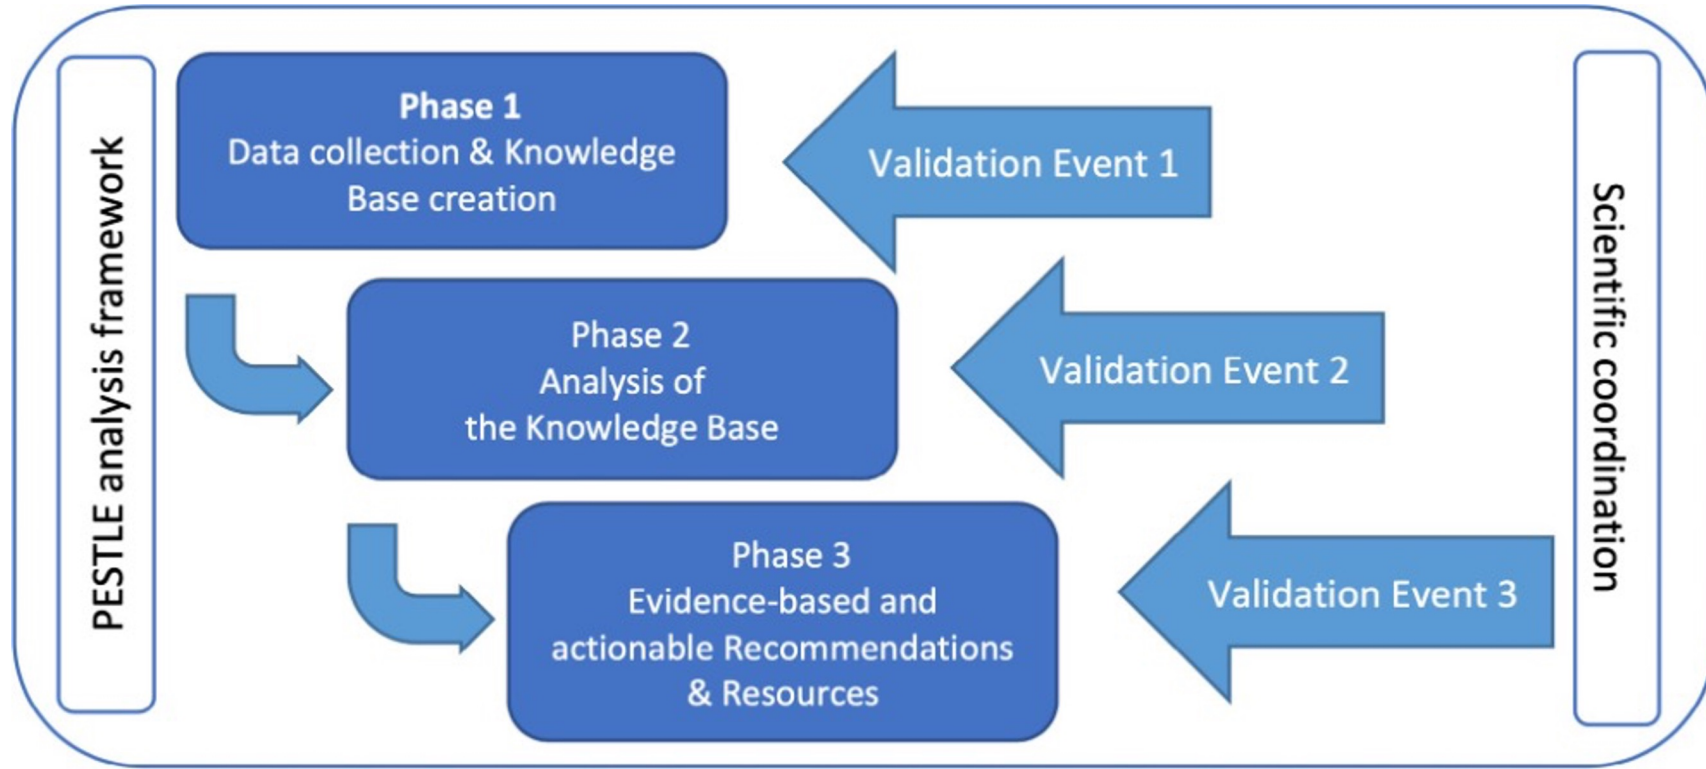 PESTLE analysis framework
Phase 1
Data collection & Knowledge
Base creation
Validation Event 1
Phase 2
Analysis of
the Knowledge Base
Validation Event 2
Phase 3
Evidence-based and
actionable Recommendations
& Resources
Validation Event 3
Scientific coordination